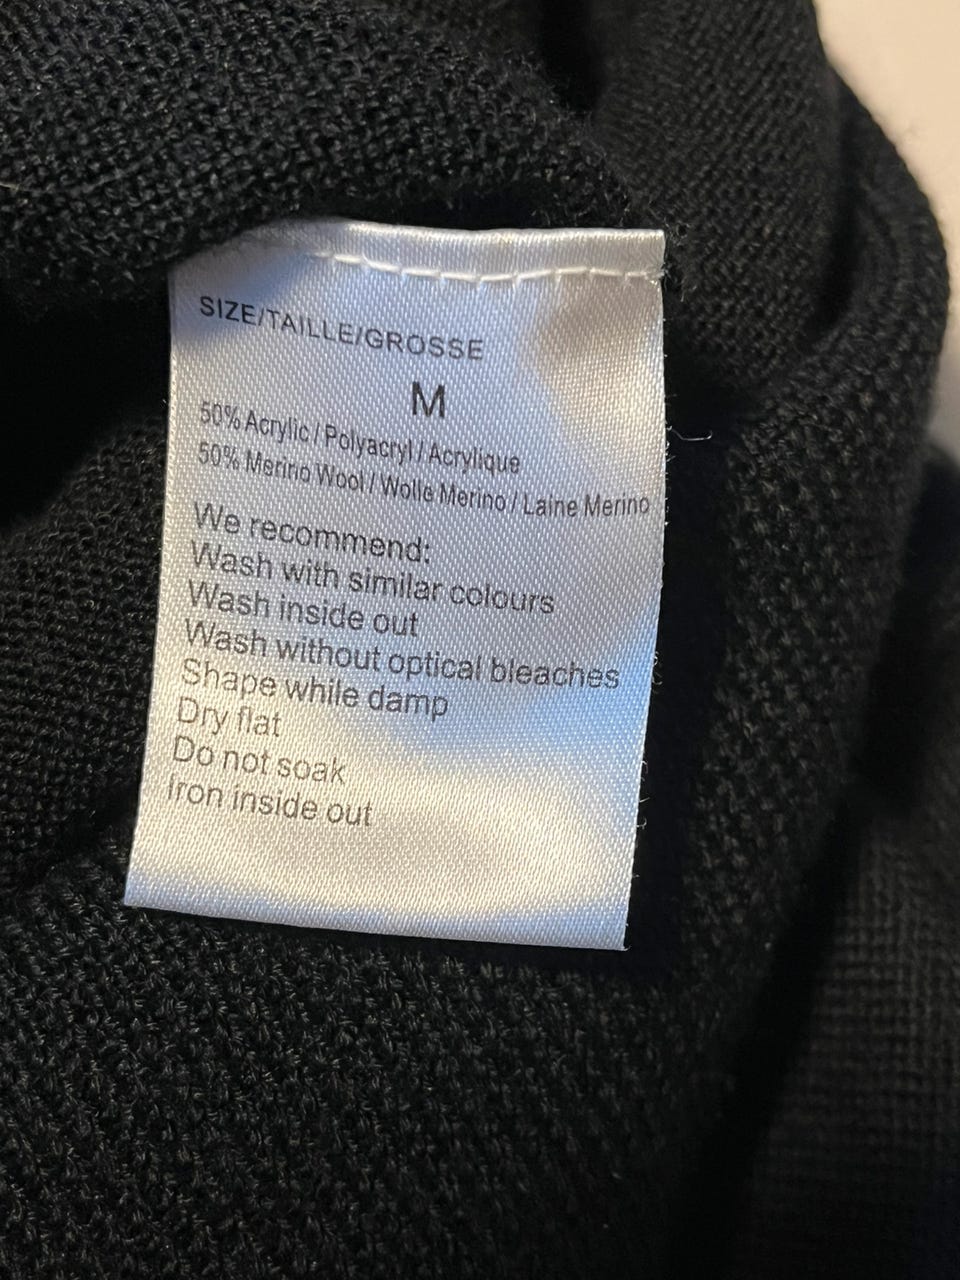 SIZE/TAILLE/GROSSE
M
50% Acrylic / Polyacryl / Acrylique
50% Merino Wool / Wolle Merino / Laine Merino
We recommend:
Wash with similar colours
Wash inside out
Wash without optical bleaches
Shape while damp
Dry flat
Do not soak
Iron inside out